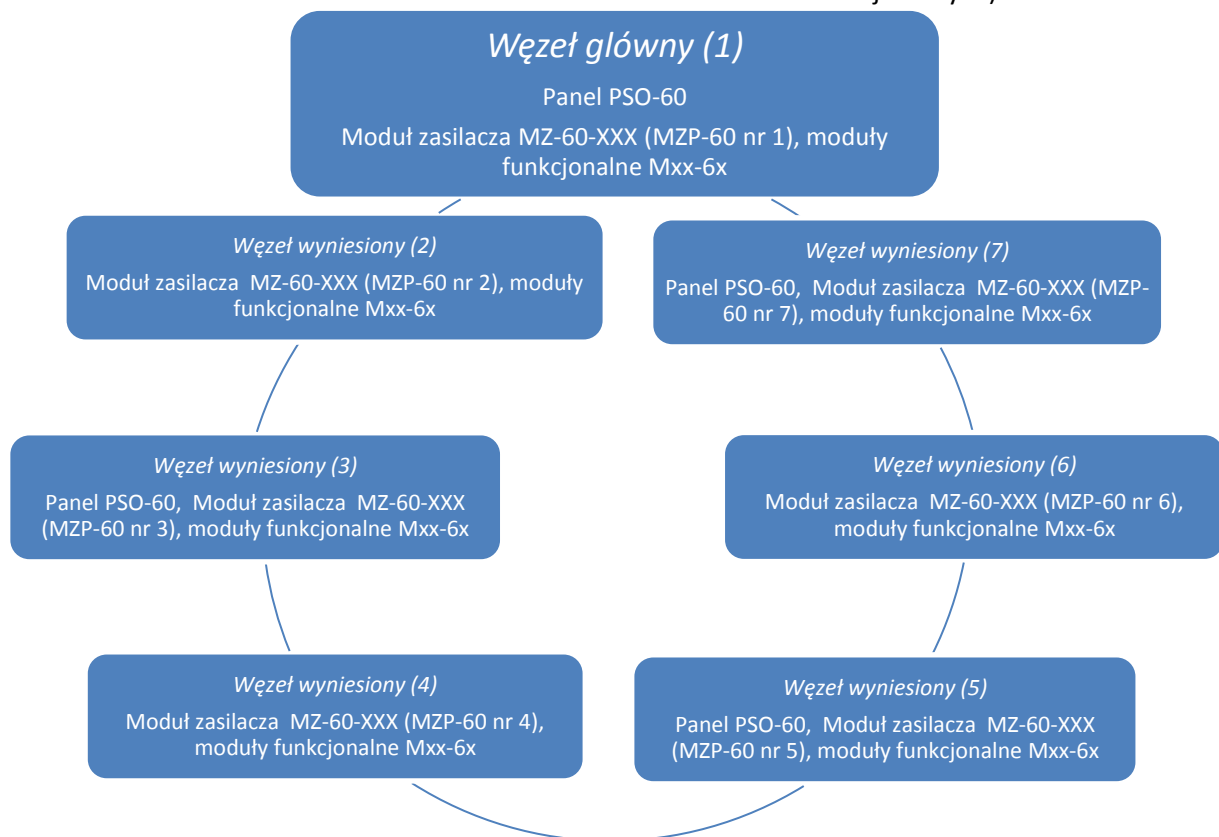 Węzeł glówny (1)
Panel PSO-60
Moduł zasilacza MZ-60-XXX (MZP-60 nr 1), moduły
funkcjonalne Mxx-6x
Węzeł wyniesiony (2)
Moduł zasilacza MZ-60-XXX (MZP-60 nr 2), moduły
funkcjonalne Mxx-6x
Węzeł wyniesiony (7)
Panel PSO-60, Moduł zasilacza MZ-60-XXX (MZP-
60 nr 7), moduły funkcjonalne Mxx-6x
Węzeł wyniesiony (3)
Panel PSO-60, Moduł zasilacza MZ-60-XXX
(MZP-60 nr 3), moduły funkcjonalne Mxx-6x
Węzeł wyniesiony (6)
Moduł zasilacza MZ-60-XXX (MZP-60 nr 6),
moduły funkcjonalne Mxx-6x
Węzeł wyniesiony (4)
Moduł zasilacza MZ-60-XXX (MZP-60 nr 4),
moduły funkcjonalne Mxx-6x
Węzeł wyniesiony (5)
Panel PSO-60, Moduł zasilacza MZ-60-XXX
(MZP-60 nr 5), moduły funkcjonalne Mxx-6x